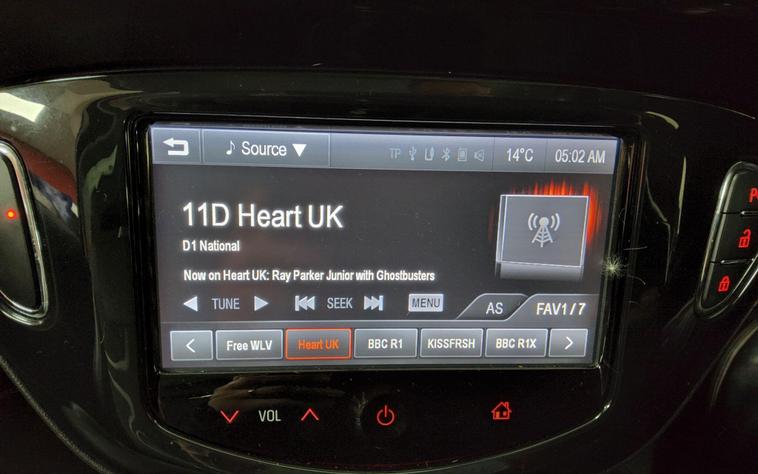 Source ▼
TP
14°C
05:02 AM
11D Heart UK
D1 National
Now on Heart UK: Ray Parker Junior with Ghostbusters
TUNE
SEEK
MENU
AS
FAV1 / 7
Free WLV
Heart UK
BBC R1
KISSFRSH
BBC R1X
VOL